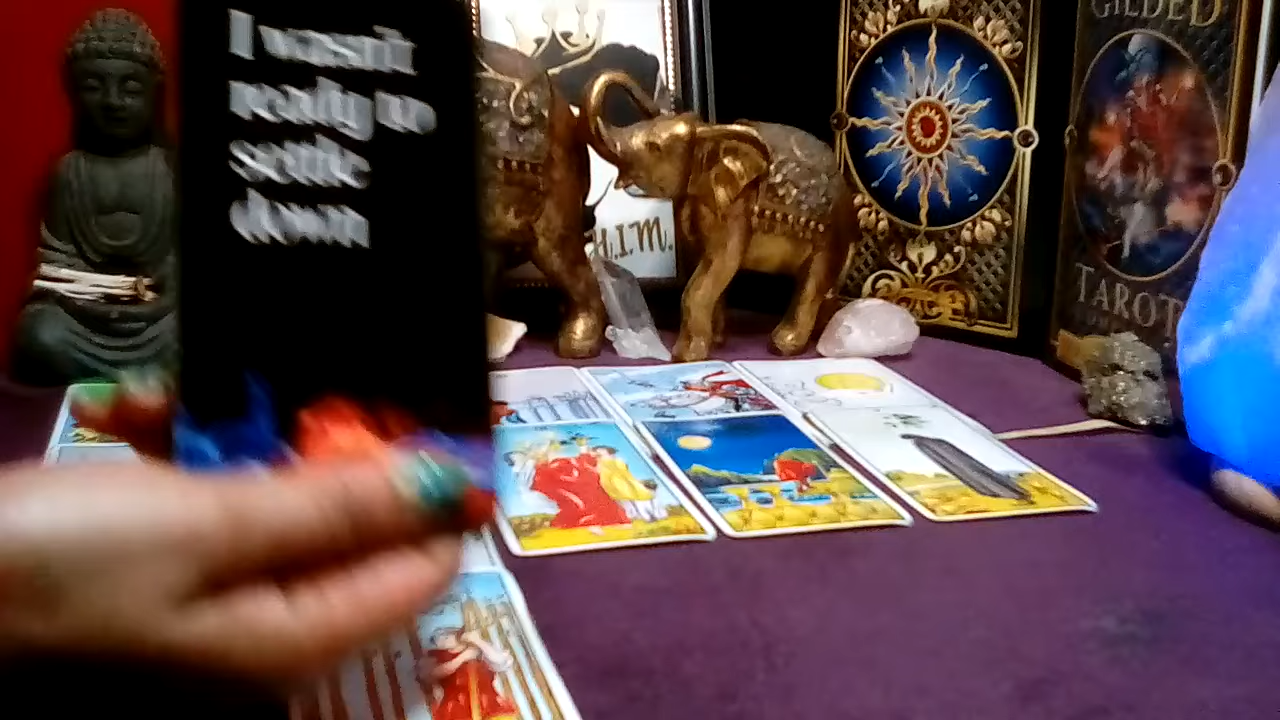 I wasn't
ready to
settle
down
H.I.M.
GILDED
TAROT